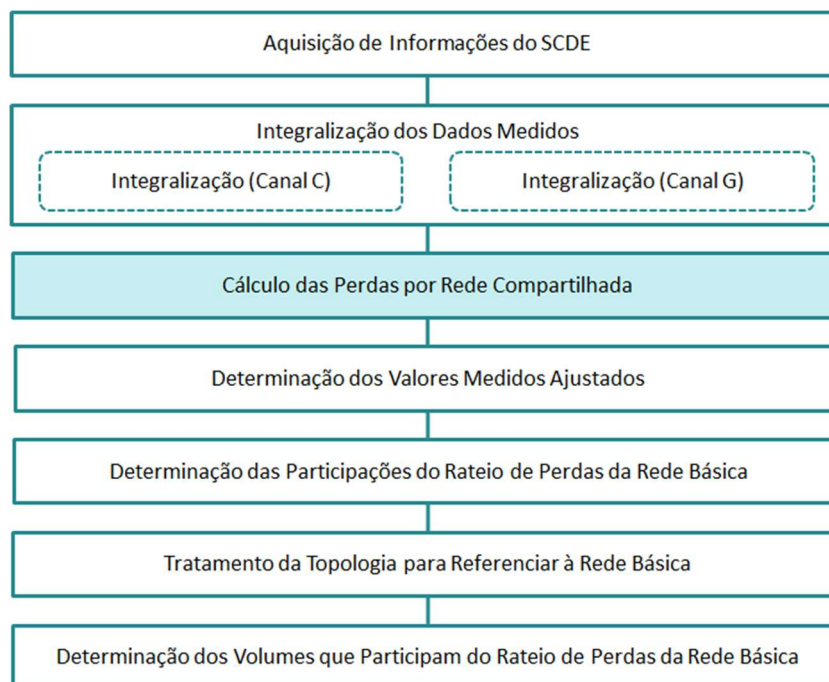 Aquisição de Informações do SCDE
Integralização dos Dados Medidos
Integralização (Canal C)
Integralização (Canal G)
Cálculo das Perdas por Rede Compartilhada
Determinação dos Valores Medidos Ajustados
Determinação das Participações do Rateio de Perdas da Rede Básica
Tratamento da Topologia para Referenciar à Rede Básica
Determinação dos Volumes que Participam do Rateio de Perdas da Rede Básica